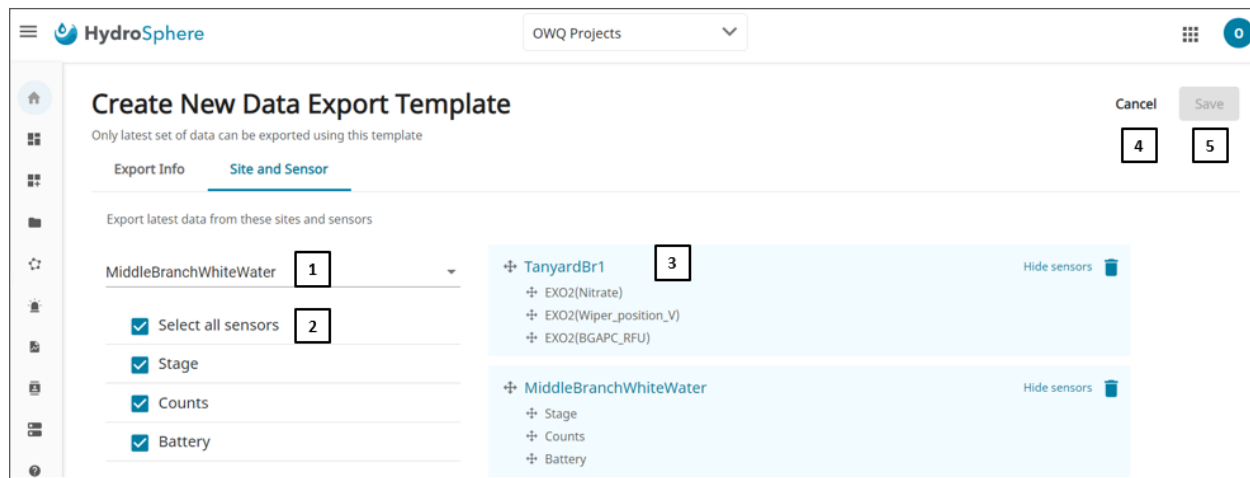 HydroSphere
OWQ Projects
O
Create New Data Export Template
Cancel
Save
Only latest set of data can be exported using this template
4
5
Export Info
Site and Sensor
Export latest data from these sites and sensors
MiddleBranchWhiteWater
1
Select all sensors
2
Stage
Counts
Battery
TanyardBr1
3
Hide sensors
EXO2(Nitrate)
EXO2(Wiper_position_V)
EXO2(BGAPC_RFU)
MiddleBranchWhiteWater
Hide sensors
Stage
Counts
Battery